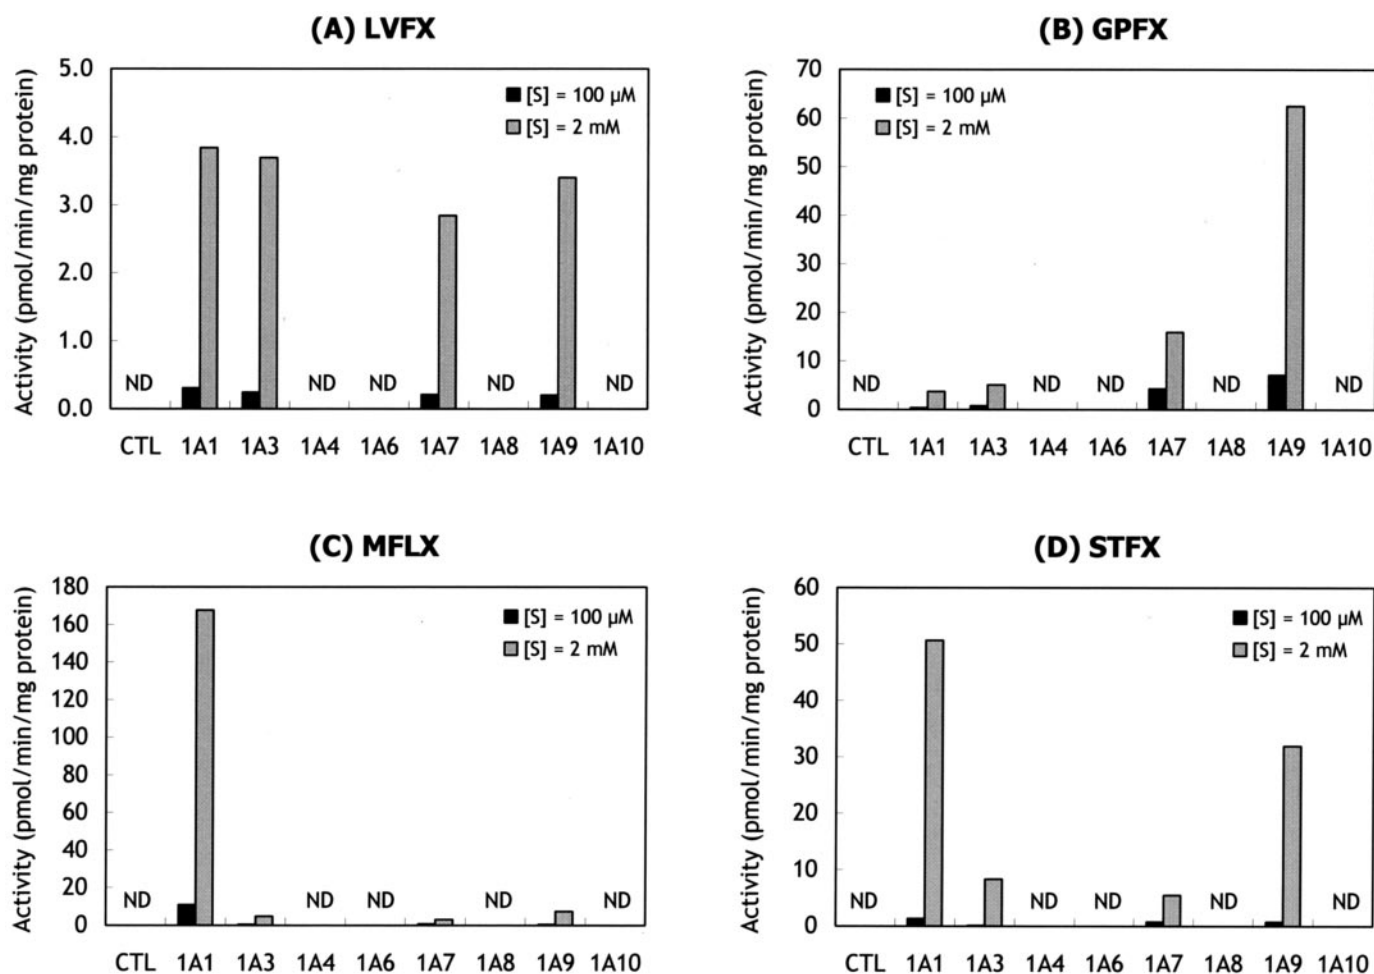 (A) LVFX
Activity (pmol/min/mg protein)
5.0
4.0
3.0
2.0
1.0
0.0
[S] = 100 µM
[S] = 2 mM
ND ND ND ND ND
CTL 1A1 1A3 1A4 1A6 1A7 1A8 1A9 1A10
(B) GPFX
Activity (pmol/min/mg protein)
70
60
50
40
30
20
10
0
[S] = 100 µM
[S] = 2 mM
ND ND ND ND ND
CTL 1A1 1A3 1A4 1A6 1A7 1A8 1A9 1A10
(C) MFLX
Activity (pmol/min/mg protein)
180
160
140
120
100
80
60
40
20
0
[S] = 100 µM
[S] = 2 mM
ND ND ND ND ND
CTL 1A1 1A3 1A4 1A6 1A7 1A8 1A9 1A10
(D) STFX
Activity (pmol/min/mg protein)
60
50
40
30
20
10
0
[S] = 100 µM
[S] = 2 mM
ND ND ND ND ND
CTL 1A1 1A3 1A4 1A6 1A7 1A8 1A9 1A10